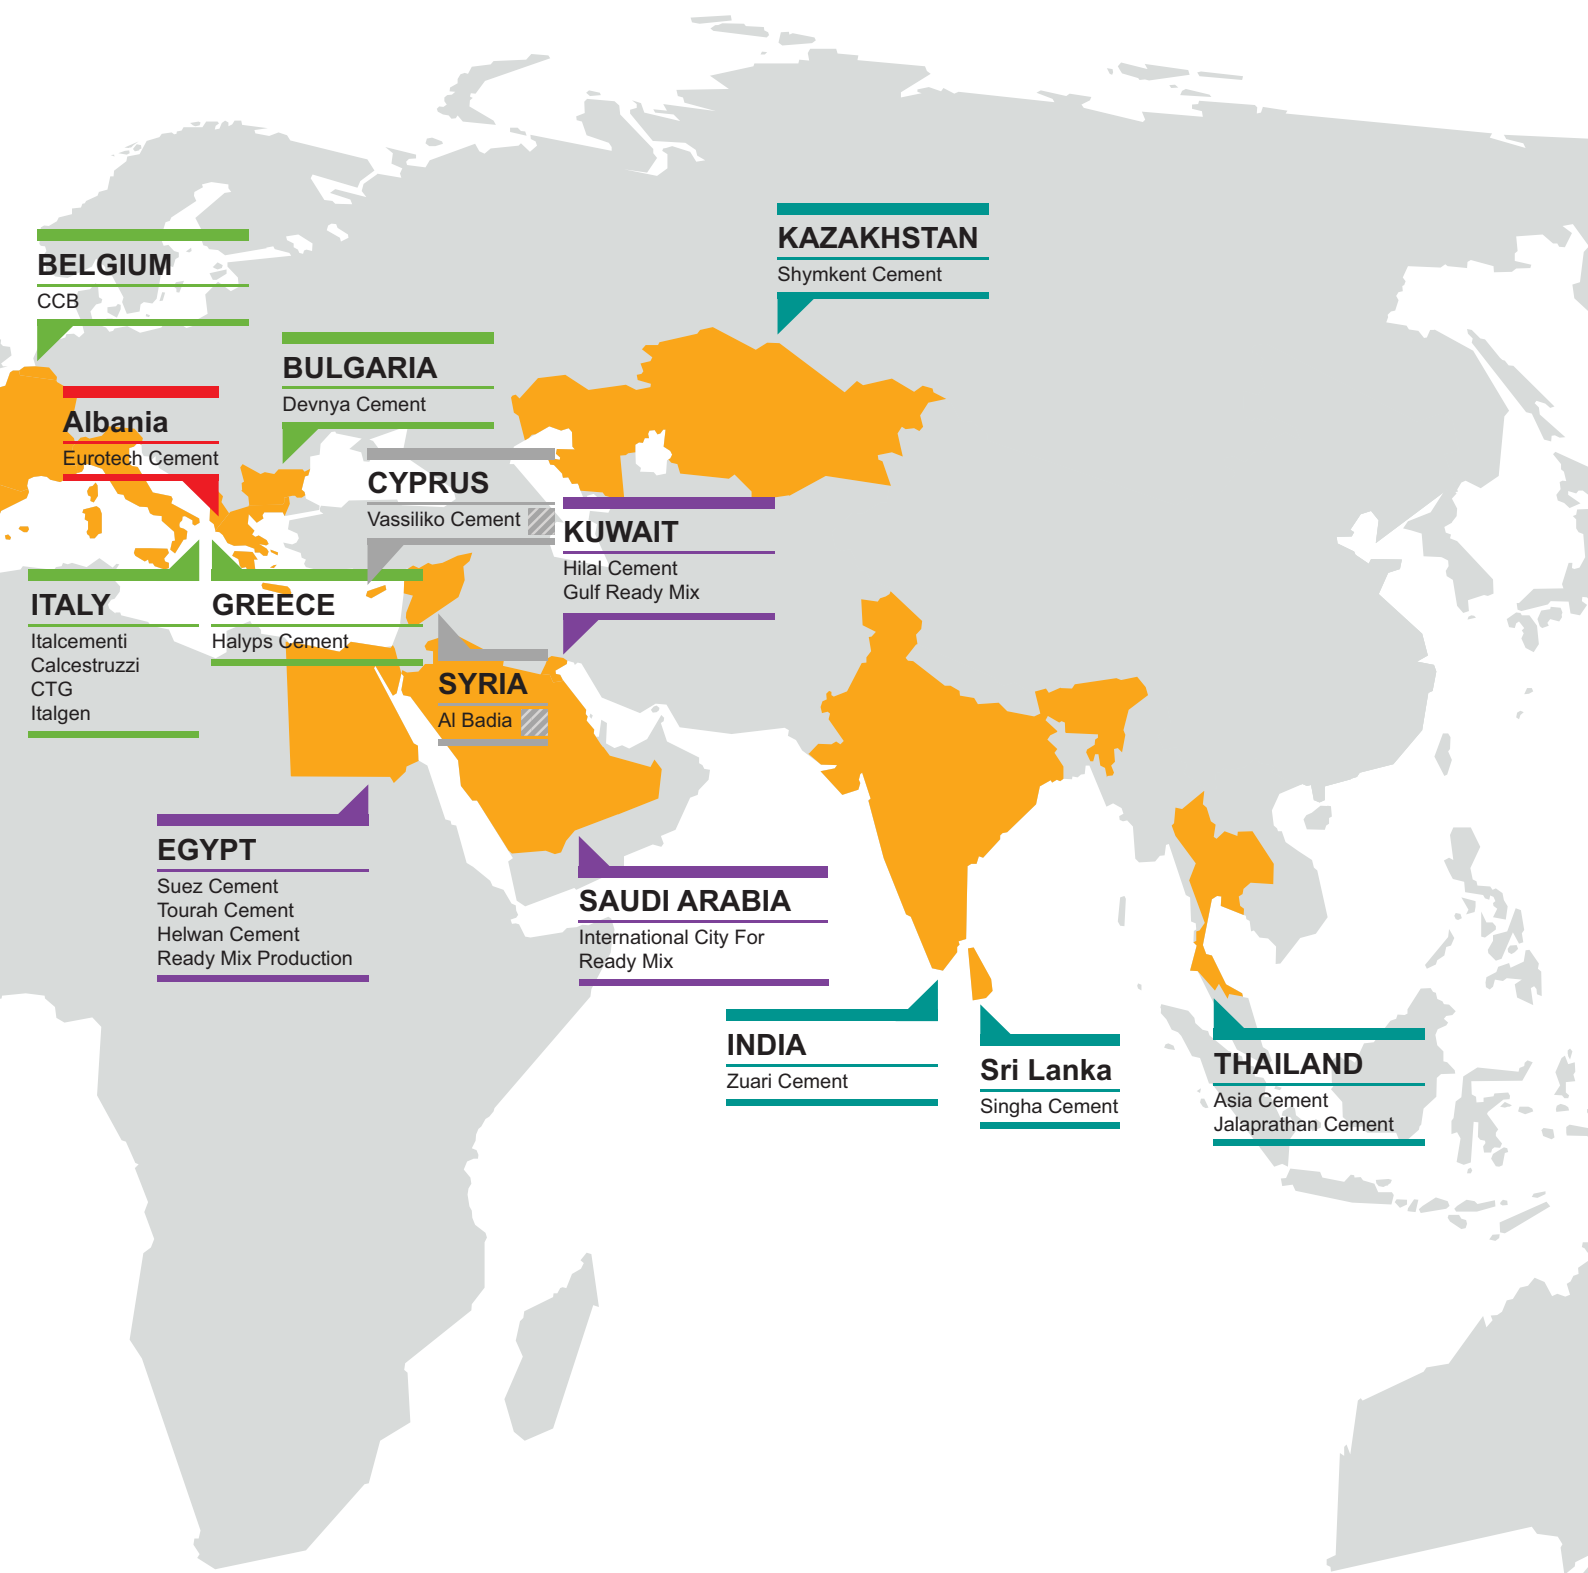 KAZAKHSTAN
Shymkent Cement
BELGIUM
CCB
BULGARIA
Devnya Cement
Albania
Eurotech Cement
CYPRUS
Vassiliko Cement
KUWAIT
Hilal Cement
Gulf Ready Mix
ITALY
Italcementi
Calcestruzzi
CTG
Italgen
GREECE
Halyps Cement
SYRIA
Al Badia
EGYPT
Suez Cement
Tourah Cement
Helwan Cement
Ready Mix Production
SAUDI ARABIA
International City For
Ready Mix
INDIA
Zuari Cement
Sri Lanka
Singha Cement
THAILAND
Asia Cement
Jalaprathan Cement